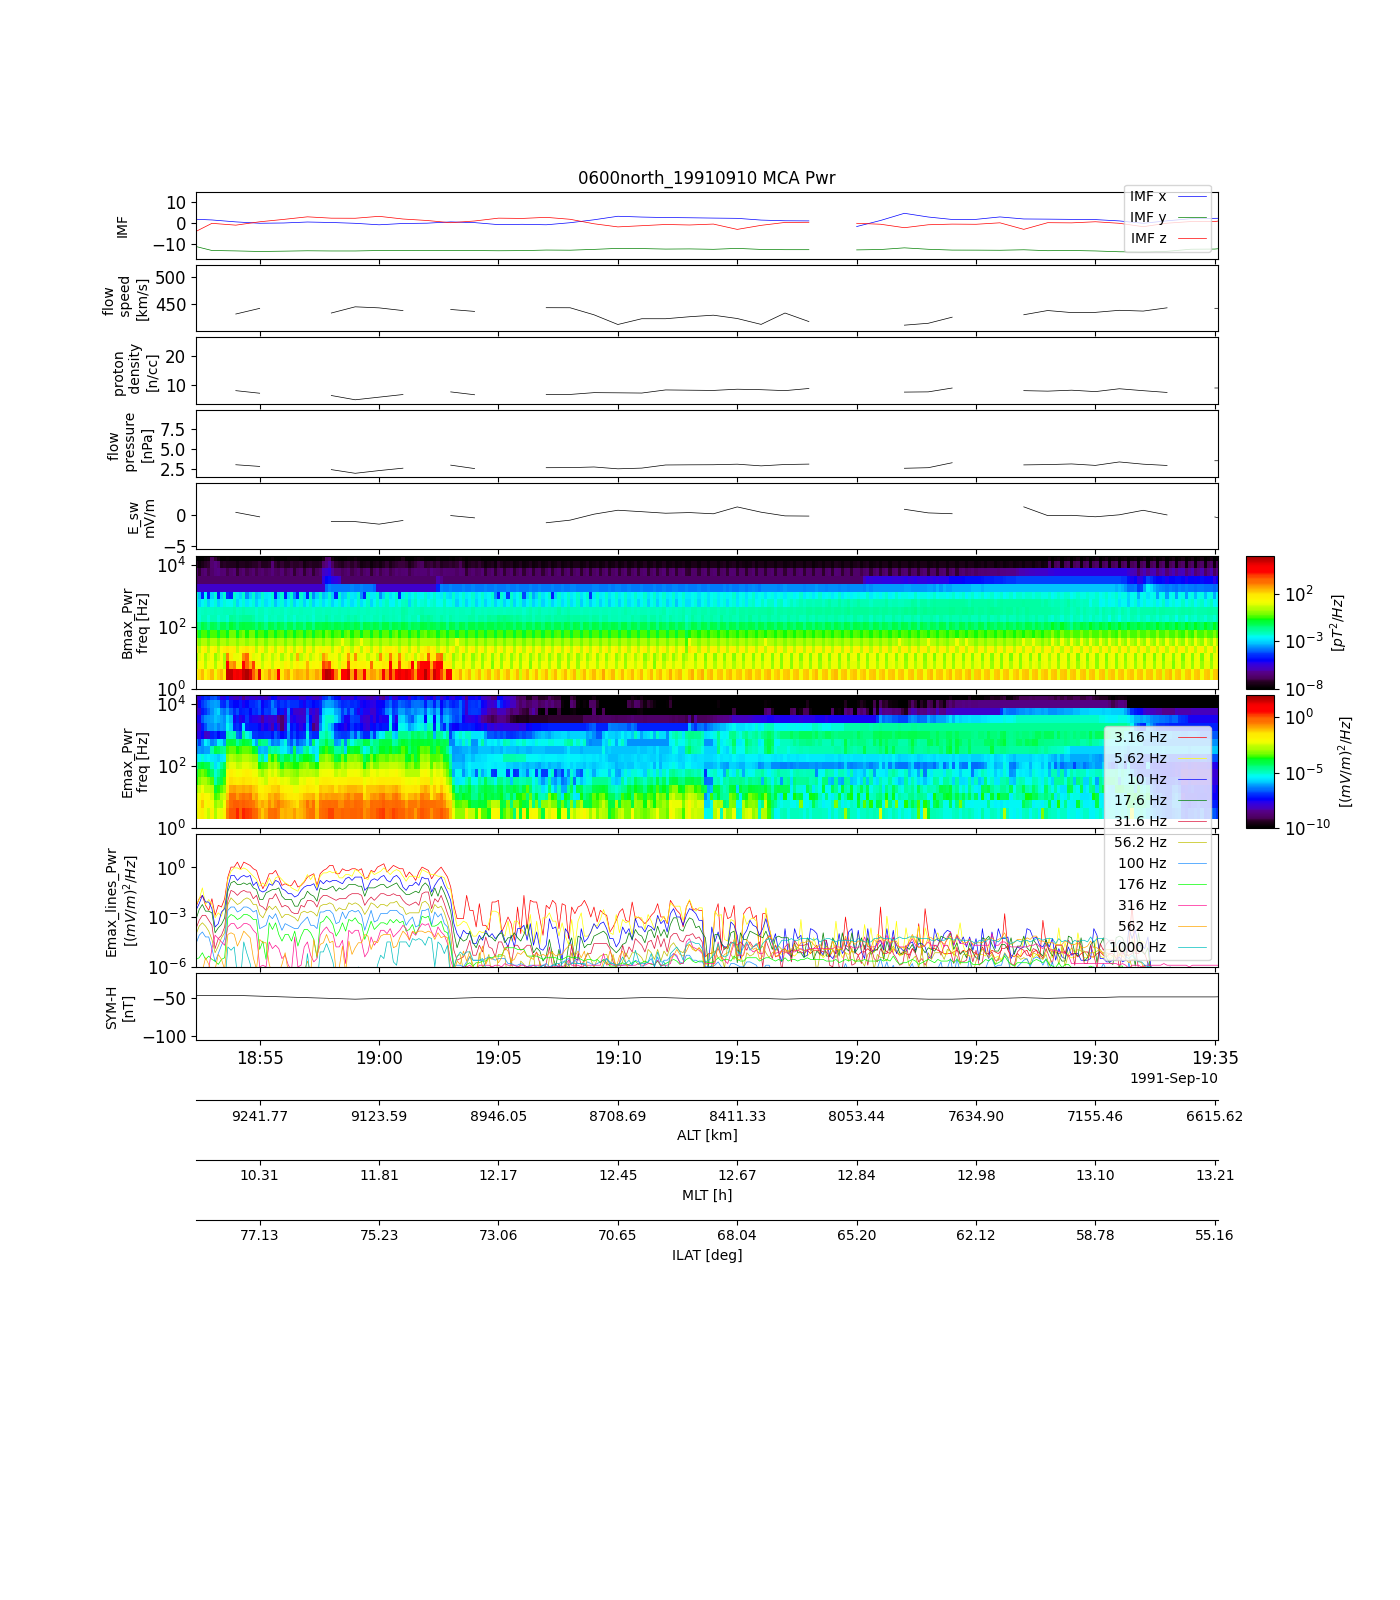 0600north_19910910 MCA Pwr
10
0
−10
IMF
IMF x
IMF y
IMF z
500
450
flow
speed
[km/s]
20
10
proton
density
[n/cc]
7.5
5.0
2.5
flow
pressure
[nPa]
0
−5
E_sw
mV/m
10^4
10^2
10^0
Bmax_Pwr
freq [Hz]
10^2
10^−3
10^−8
[pT^2/Hz]
10^4
10^2
10^0
Emax_Pwr
freq [Hz]
10^0
10^−5
10^−10
[(mV/m)^2/Hz]
3.16 Hz
5.62 Hz
10 Hz
17.6 Hz
31.6 Hz
56.2 Hz
100 Hz
176 Hz
316 Hz
562 Hz
1000 Hz
10^0
10^−3
10^−6
Emax_lines_Pwr
[(mV/m)^2/Hz]
−50
−100
SYM-H
[nT]
18:55 19:00 19:05 19:10 19:15 19:20 19:25 19:30 19:35
1991-Sep-10
9241.77 9123.59 8946.05 8708.69 8411.33 8053.44 7634.90 7155.46 6615.62
ALT [km]
10.31 11.81 12.17 12.45 12.67 12.84 12.98 13.10 13.21
MLT [h]
77.13 75.23 73.06 70.65 68.04 65.20 62.12 58.78 55.16
ILAT [deg]